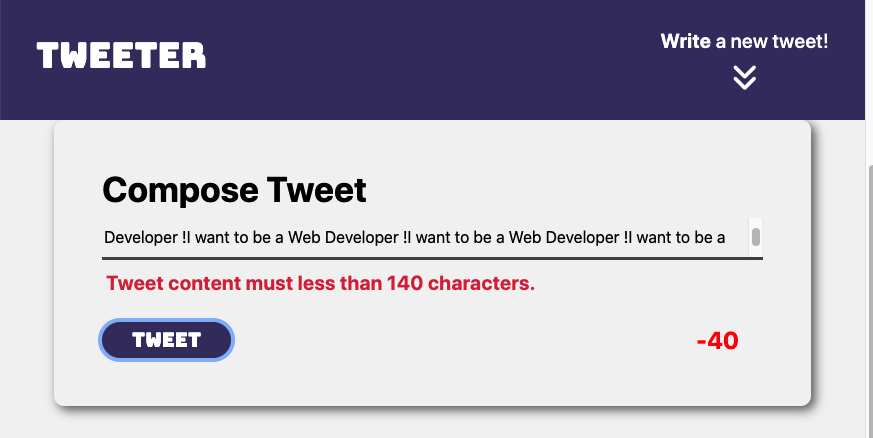 TWEETER
Write a new tweet!
Compose Tweet
Developer !I want to be a Web Developer !I want to be a Web Developer !I want to be a
Tweet content must less than 140 characters.
TWEET
-40